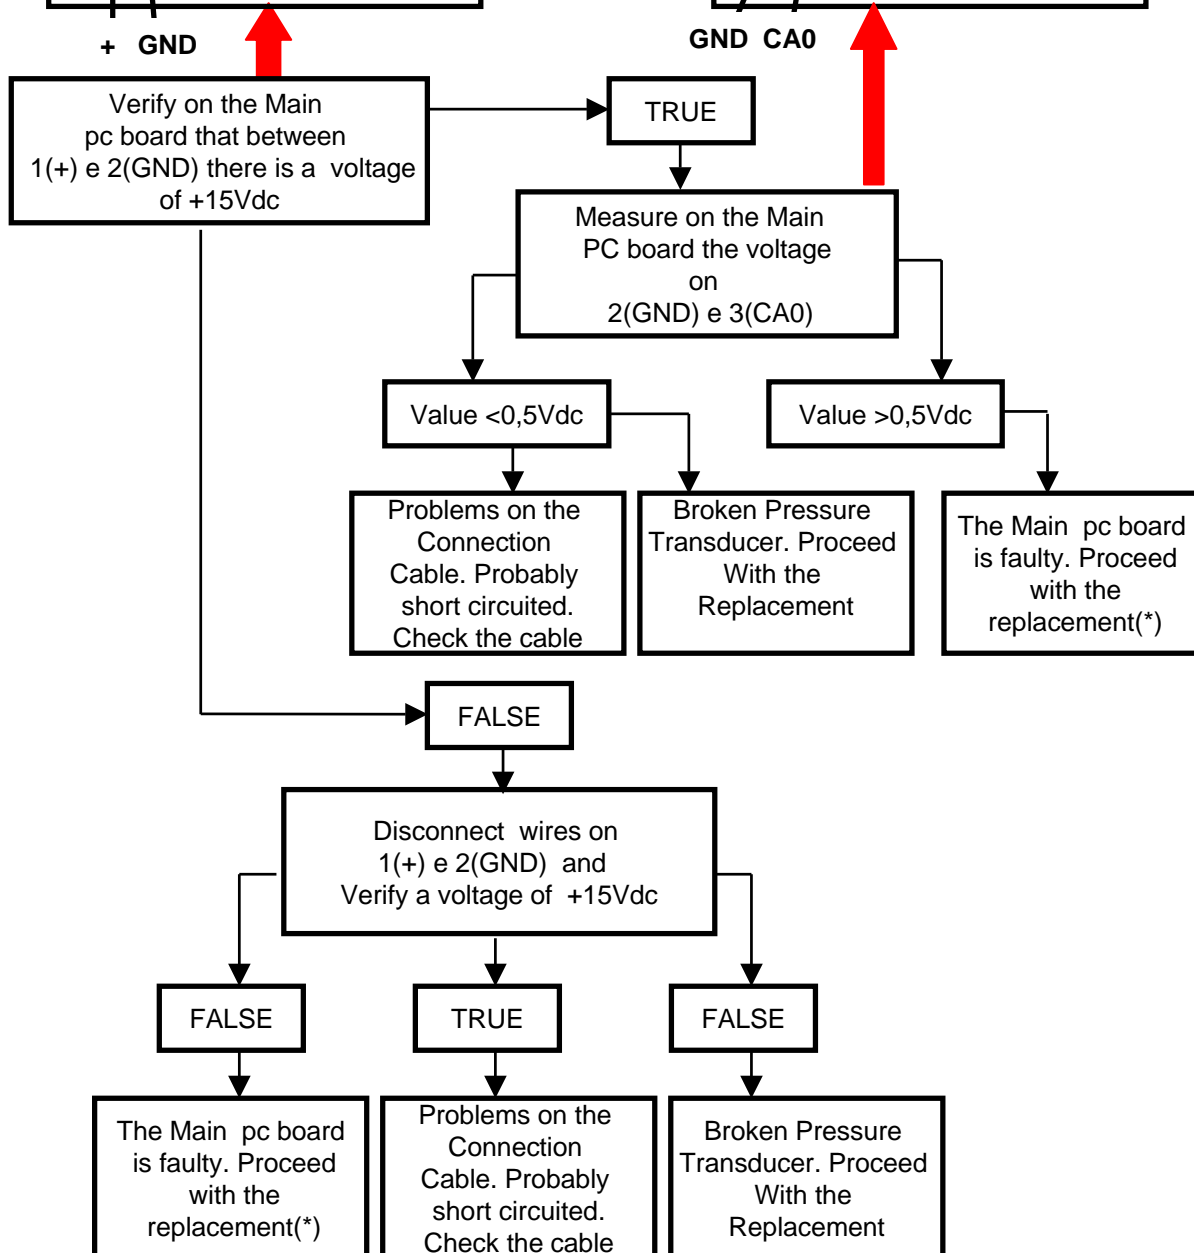 + GND
GND CA0
Verify on the Main
pc board that between
1(+) e 2(GND) there is a voltage
of +15Vdc
TRUE
Measure on the Main
PC board the voltage
on
2(GND) e 3(CA0)
Value <0,5Vdc
Value >0,5Vdc
Problems on the
Connection
Cable. Probably
short circuited.
Check the cable
Broken Pressure
Transducer. Proceed
With the
Replacement
The Main pc board
is faulty. Proceed
with the
replacement(*)
FALSE
Disconnect wires on
1(+) e 2(GND) and
Verify a voltage of +15Vdc
FALSE
TRUE
FALSE
The Main pc board
is faulty. Proceed
with the
replacement(*)
Problems on the
Connection
Cable. Probably
short circuited.
Check the cable
Broken Pressure
Transducer. Proceed
With the
Replacement